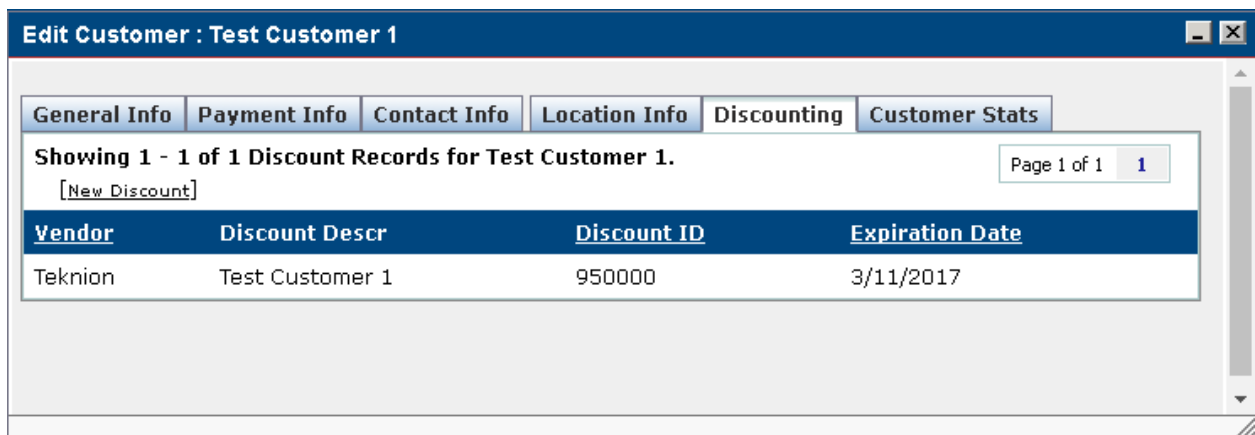 Edit Customer : Test Customer 1
General Info Payment Info Contact Info Location Info Discounting Customer Stats
Showing 1 - 1 of 1 Discount Records for Test Customer 1.
Page 1 of 1 1
[New Discount]
Vendor Discount Descr Discount ID Expiration Date
Teknion Test Customer 1 950000 3/11/2017